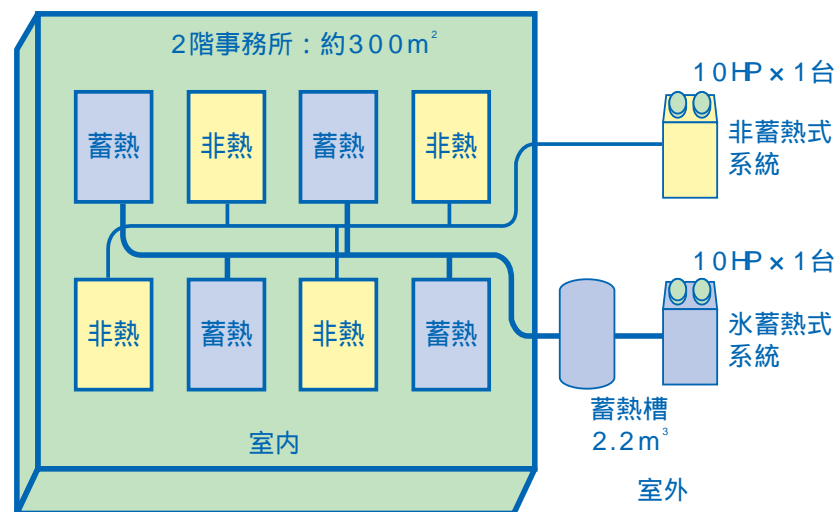 2階事務所：約300m²
蓄熱
非熱
蓄熱
非熱
非熱
蓄熱
非熱
蓄熱
室内
10HP×1台
非蓄熱式
系統
10HP×1台
氷蓄熱式
系統
蓄熱槽
2.2m³
室外